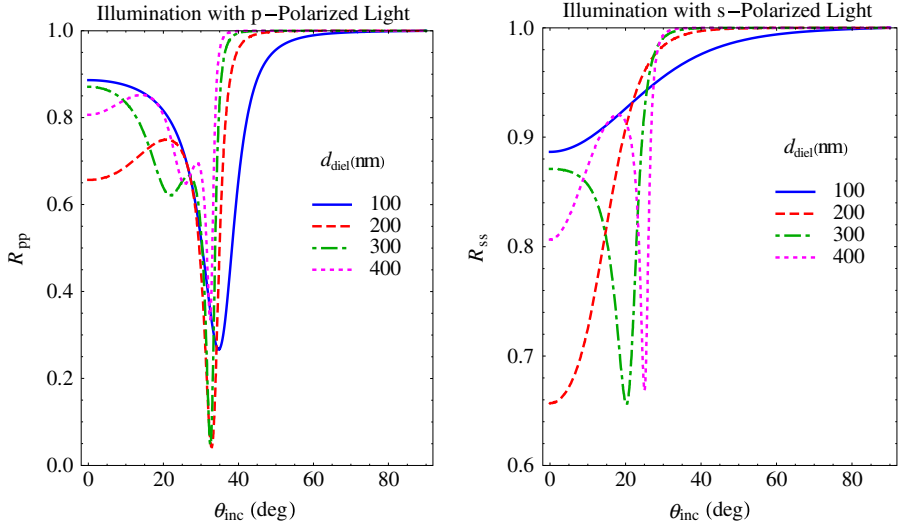 Illumination with p−Polarized Light
1.0
0.8
0.6
0.4
0.2
0.0
R_pp
d_diel(nm)
100
200
300
400
0 20 40 60 80
θ_inc (deg)
Illumination with s−Polarized Light
1.0
0.9
0.8
0.7
0.6
R_ss
d_diel(nm)
100
200
300
400
0 20 40 60 80
θ_inc (deg)